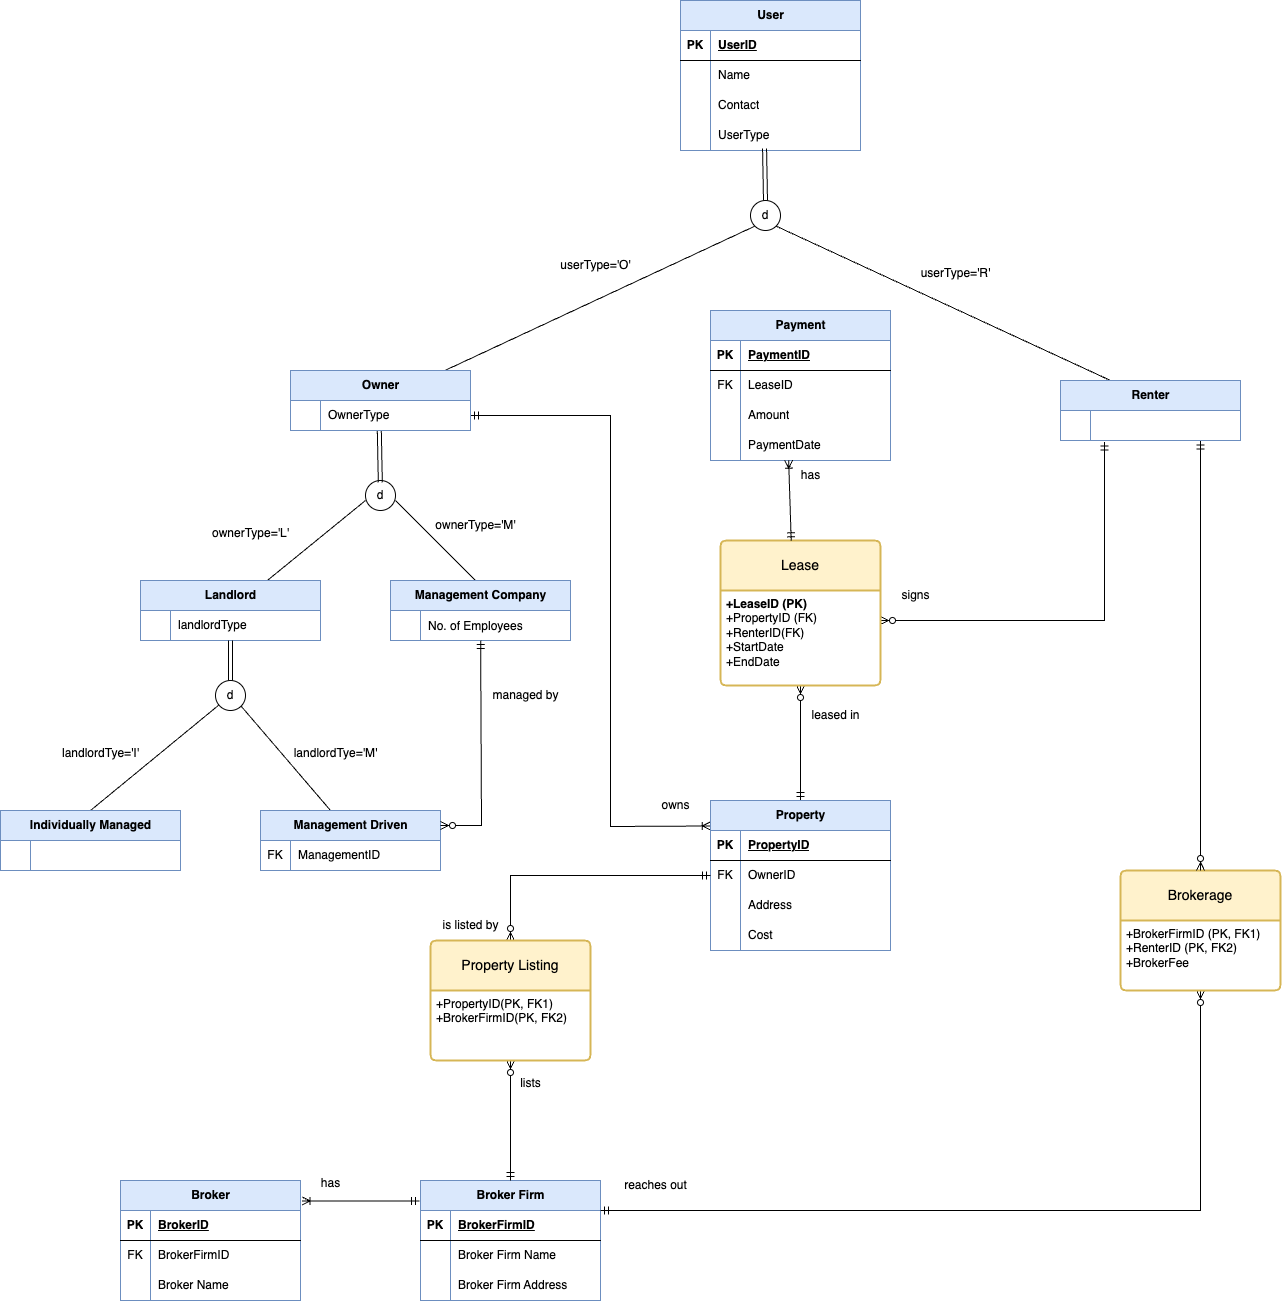 User
PK UserID
Name
Contact
UserType
d
userType='O'
userType='R'
Payment
PK PaymentID
FK LeaseID
Amount
PaymentDate
has
Owner
OwnerType
Renter
d
ownerType='L'
ownerType='M'
Landlord
landlordType
Management Company
No. of Employees
Lease
+LeaseID (PK)
+PropertyID (FK)
+RenterID(FK)
+StartDate
+EndDate
signs
d
managed by
leased in
landlordTye='I'
landlordTye='M'
Individually Managed
Management Driven
FK ManagementID
owns
Property
PK PropertyID
FK OwnerID
Address
Cost
is listed by
Property Listing
+PropertyID(PK, FK1)
+BrokerFirmID(PK, FK2)
Brokerage
+BrokerFirmID (PK, FK1)
+RenterID (PK, FK2)
+BrokerFee
lists
Broker
PK BrokerID
FK BrokerFirmID
Broker Name
has
Broker Firm
PK BrokerFirmID
Broker Firm Name
Broker Firm Address
reaches out